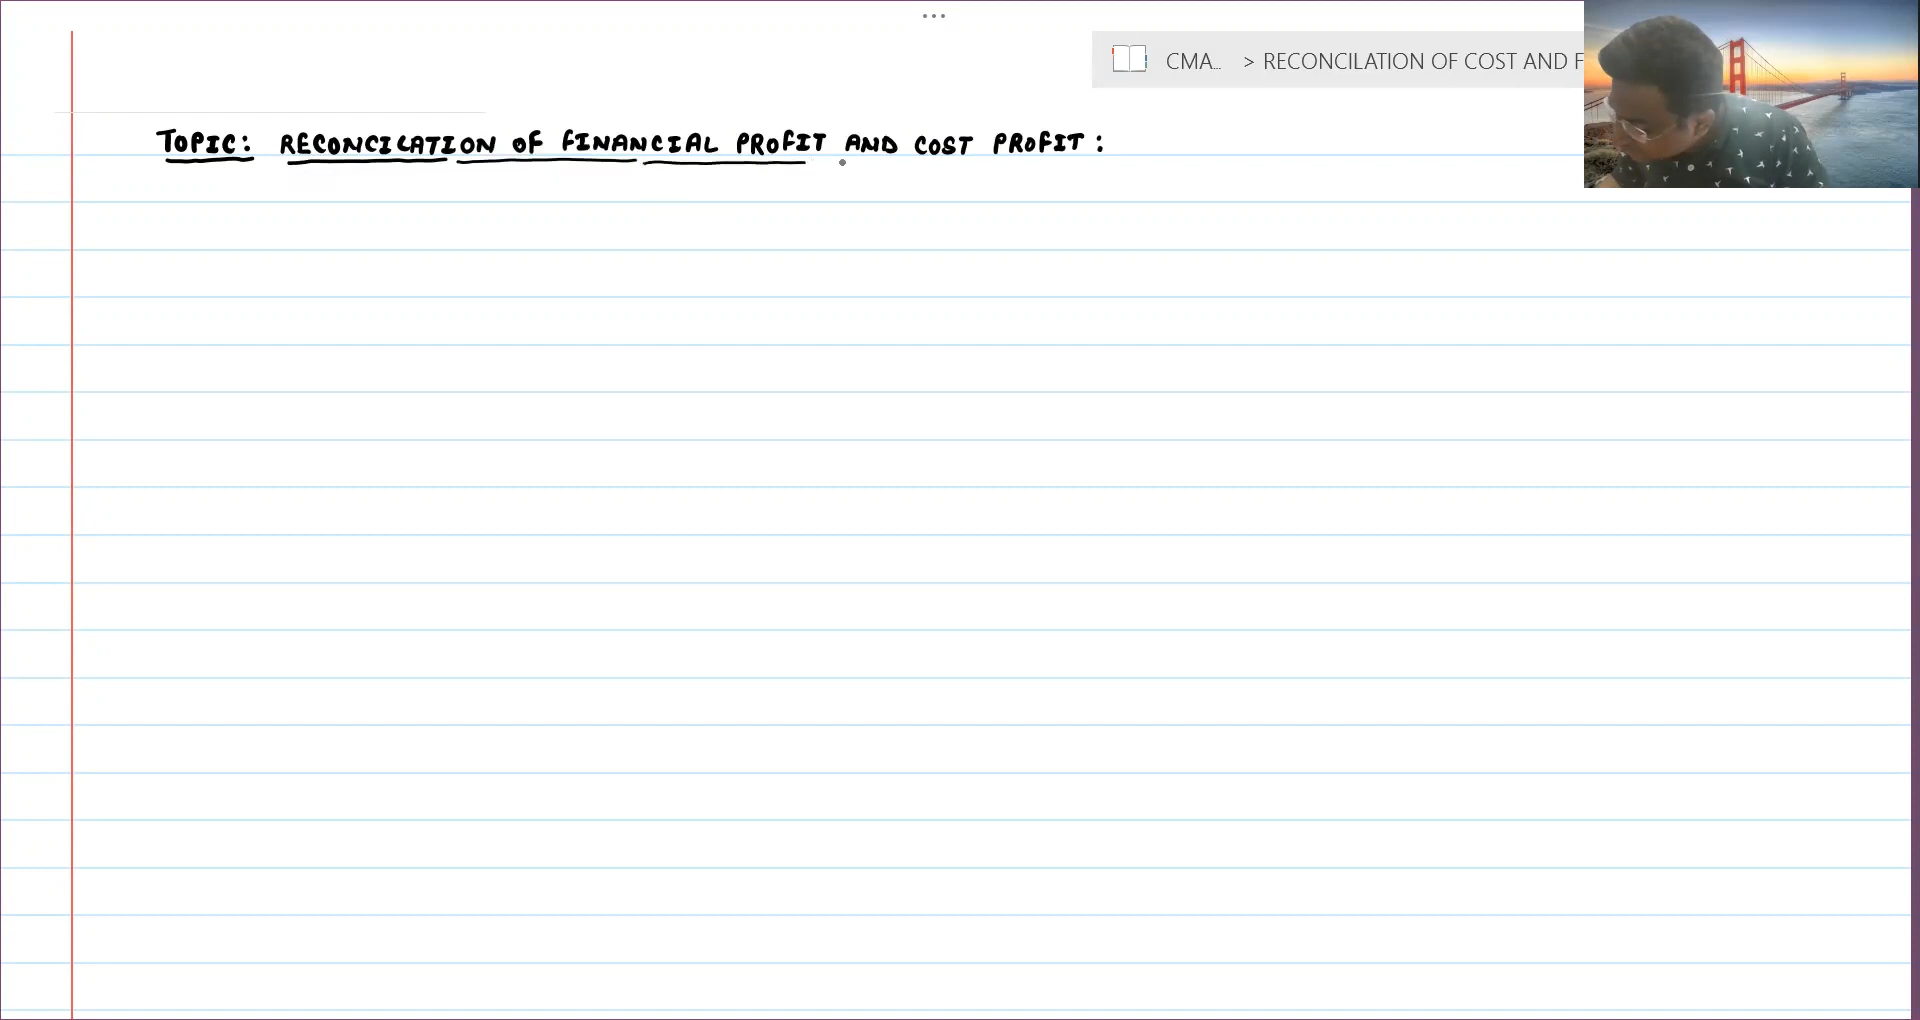 CMA... > RECONCILATION OF COST AND F
TOPIC: RECONCILATION OF FINANCIAL PROFIT AND COST PROFIT: